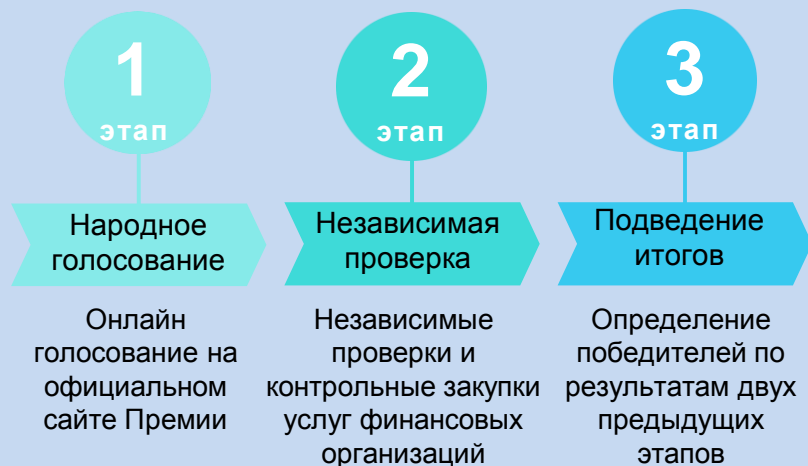 1
этап
Народное
голосование
Онлайн
голосование на
официальном
сайте Премии
2
этап
Независимая
проверка
Независимые
проверки и
контрольные закупки
услуг финансовых
организаций
3
этап
Подведение
итогов
Определение
победителей по
результатам двух
предыдущих
этапов